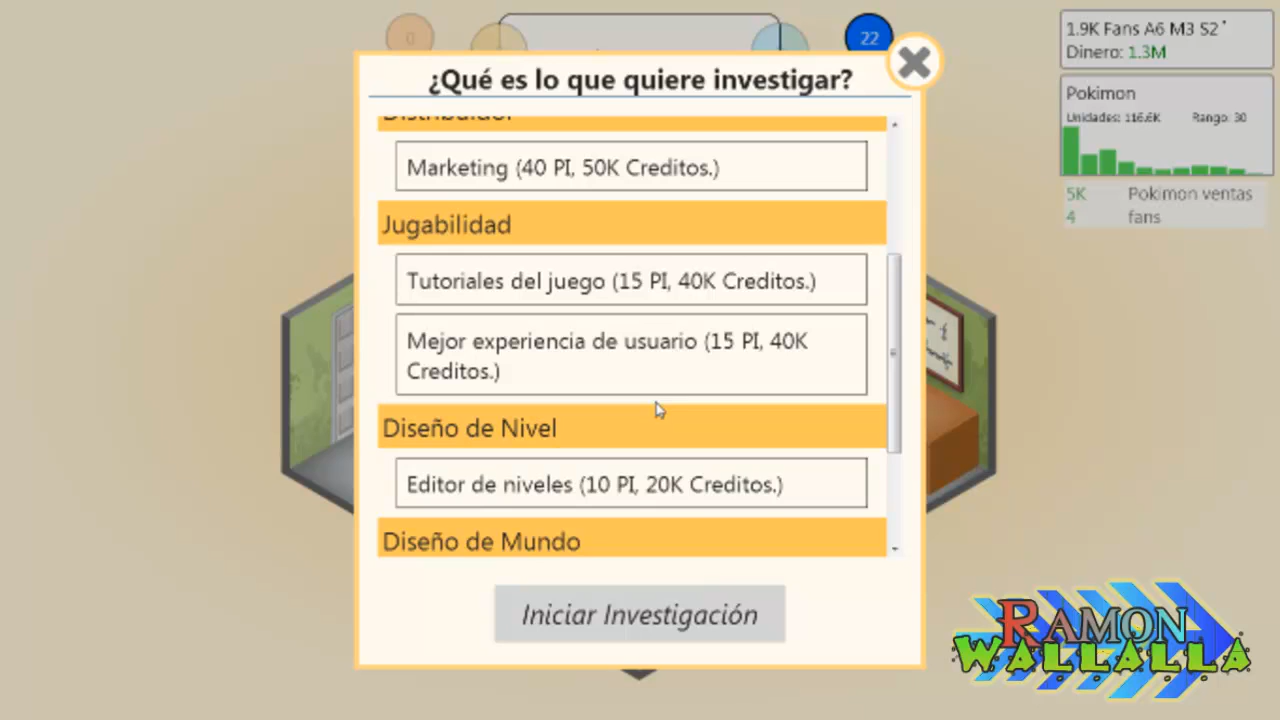 0
22
1.9K Fans A6 M3 S2
Dinero: 1.3M
¿Qué es lo que quiere investigar?
Pokimon
Unidades: 116.6K Rango: 30
5K Pokimon ventas
4 fans
Distribuidor
Marketing (40 PI, 50K Creditos.)
Jugabilidad
Tutoriales del juego (15 PI, 40K Creditos.)
Mejor experiencia de usuario (15 PI, 40K
Creditos.)
Diseño de Nivel
Editor de niveles (10 PI, 20K Creditos.)
Diseño de Mundo
Iniciar Investigación
RAMON
WALLALLA